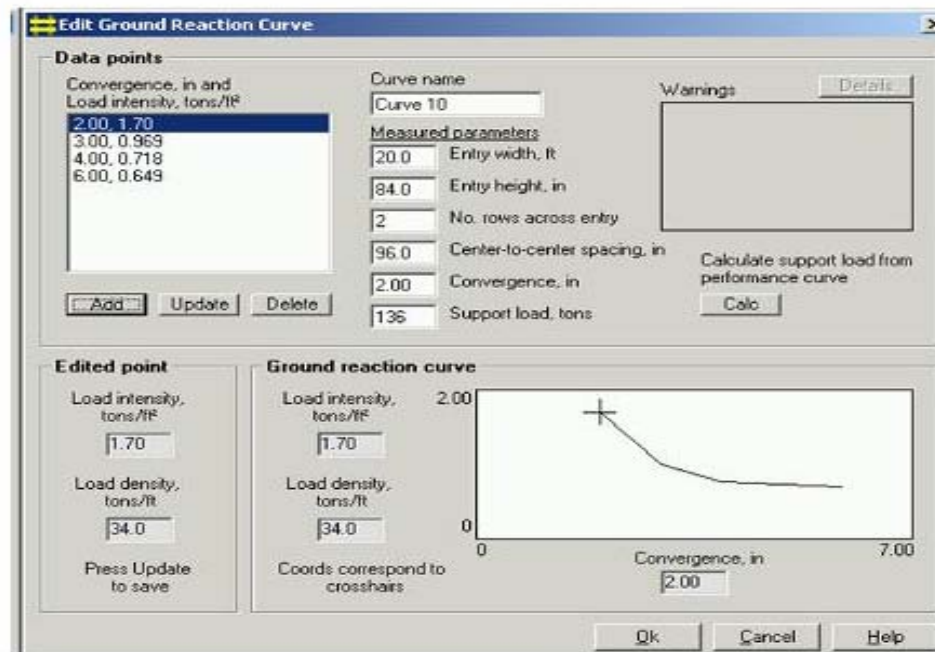 Edit Ground Reaction Curve
Data points
Convergence, in and
Load intensity, tons/ft²
2.00, 1.70
3.00, 0.969
4.00, 0.718
6.00, 0.649
Add
Update
Delete
Curve name
Curve 10
Measured parameters
20.0 Entry width, ft
84.0 Entry height, in
2 No. rows across entry
96.0 Center-to-center spacing, in
2.00 Convergence, in
136 Support load, tons
Warnings
Details
Calculate support load from
performance curve
Calc
Edited point
Load intensity,
tons/ft²
1.70
Load density,
tons/ft
34.0
Press Update
to save
Ground reaction curve
Load intensity,
tons/ft²
1.70
Load density,
tons/ft
34.0
Coords correspond to
crosshairs
2.00
0
0
7.00
Convergence, in
2.00
Ok
Cancel
Help